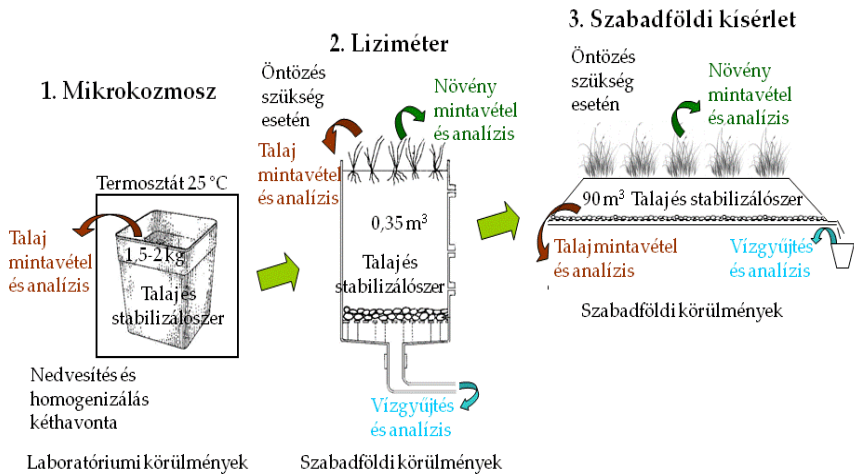 1. Mikrokozmosz
Termosztát 25 °C
Talaj
mintavétel
és analízis
1,5-2 kg
Talaj és
stabilizálószer
Nedvesítés és
homogenizálás
kéthavonta
Laboratóriumi körülmények
2. Liziméter
Öntözés
szükség
esetén
Növény
mintavétel
és analízis
Talaj
mintavétel
és analízis
0,35 m³
Talaj és
stabilizálószer
Vízgyűjtés
és analízis
Szabadföldi körülmények
3. Szabadföldi kísérlet
Öntözés
szükség
esetén
Növény
mintavétel
és analízis
90 m³ Talaj és stabilizálószer
Talaj mintavétel
és analízis
Vízgyűjtés
és analízis
Szabadföldi körülmények